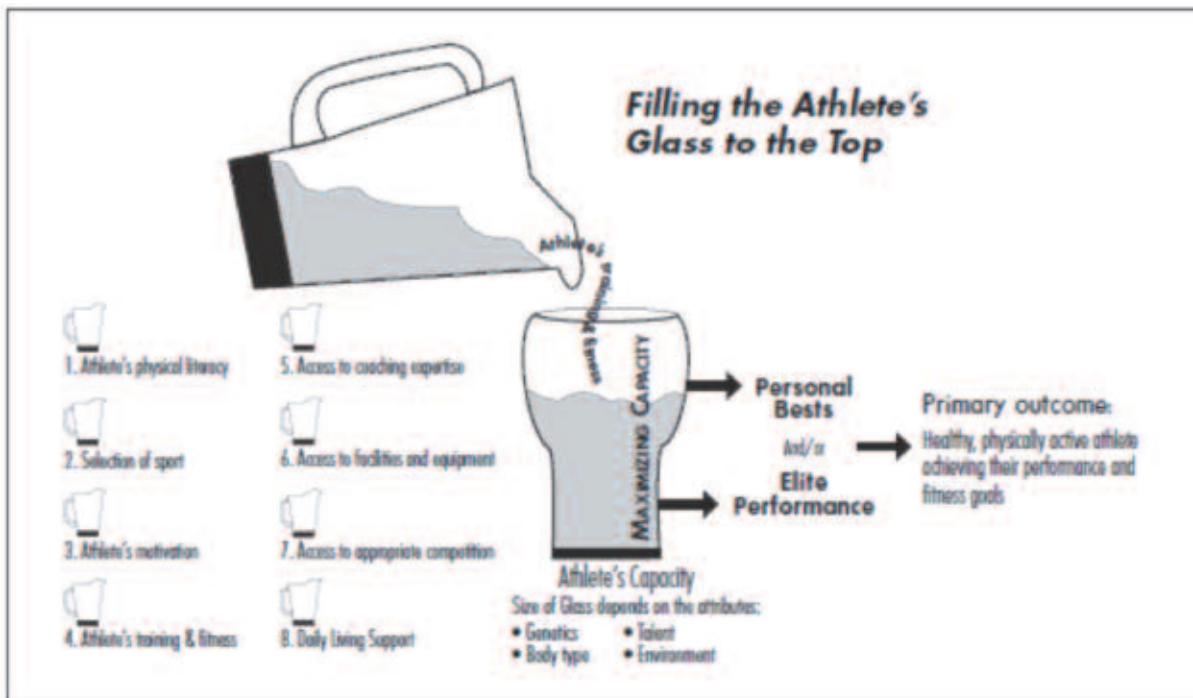 Filling the Athlete's
Glass to the Top
Athlete's Training & Fitness
1. Athlete's physical literacy
5. Access to coaching expertise
2. Selection of sport
6. Access to facilities and equipment
3. Athlete's motivation
7. Access to appropriate competition
4. Athlete's training & fitness
8. Daily Living Support
MAXIMIZING CAPACITY
Personal
Bests
And/or
Elite
Performance
Primary outcome:
Healthy, physically active athlete
achieving their performance and
fitness goals
Athlete's Capacity
Size of Glass depends on the attributes:
• Genetics • Talent
• Body type • Environment